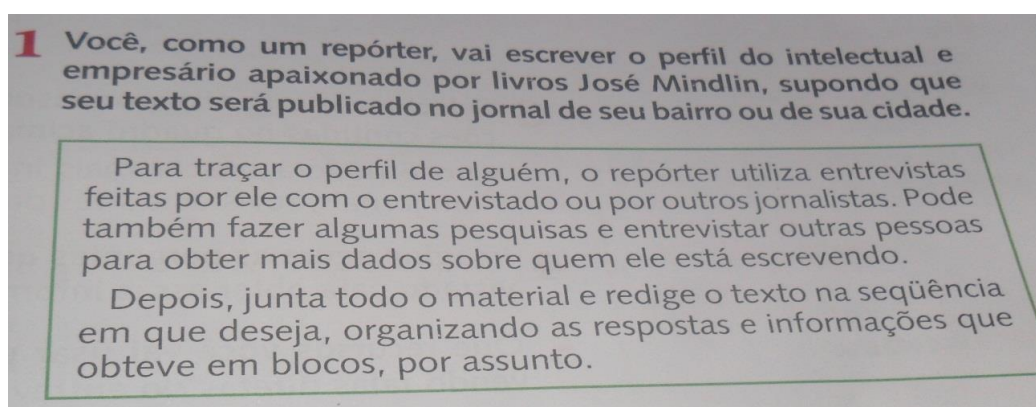 1 Você, como um repórter, vai escrever o perfil do intelectual e
empresário apaixonado por livros José Mindlin, supondo que
seu texto será publicado no jornal de seu bairro ou de sua cidade.
Para traçar o perfil de alguém, o repórter utiliza entrevistas
feitas por ele com o entrevistado ou por outros jornalistas. Pode
também fazer algumas pesquisas e entrevistar outras pessoas
para obter mais dados sobre quem ele está escrevendo.
Depois, junta todo o material e redige o texto na seqüência
em que deseja, organizando as respostas e informações que
obteve em blocos, por assunto.